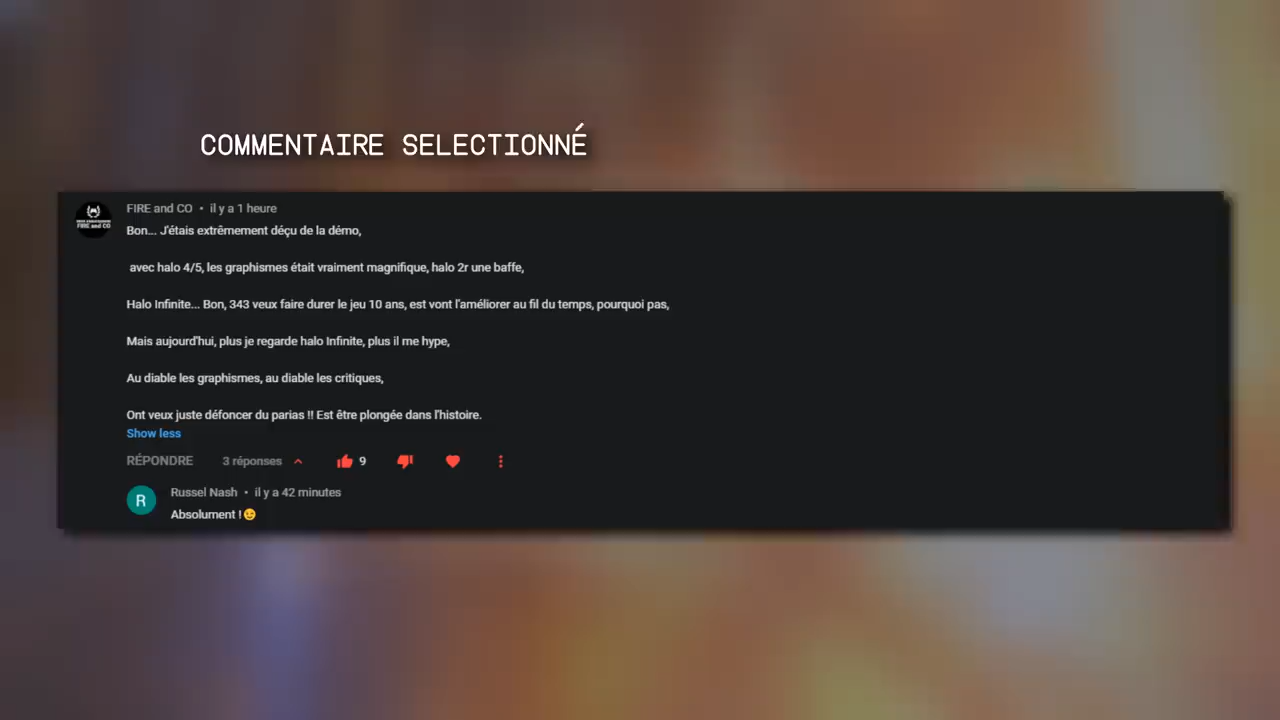 COMMENTAIRE SELECTIONNÉ
FIRE and CO • il y a 1 heure
Bon... J'étais extrêmement déçu de la démo,
avec halo 4/5, les graphismes était vraiment magnifique, halo 2r une baffe,
Halo Infinite... Bon, 343 veux faire durer le jeu 10 ans, est vont l'améliorer au fil du temps, pourquoi pas,
Mais aujourd'hui, plus je regarde halo Infinite, plus il me hype,
Au diable les graphismes, au diable les critiques,
Ont veux juste défoncer du parias !! Est être plongée dans l'histoire.
Show less
RÉPONDRE 3 réponses 9
R Russel Nash • il y a 42 minutes
Absolument !😉